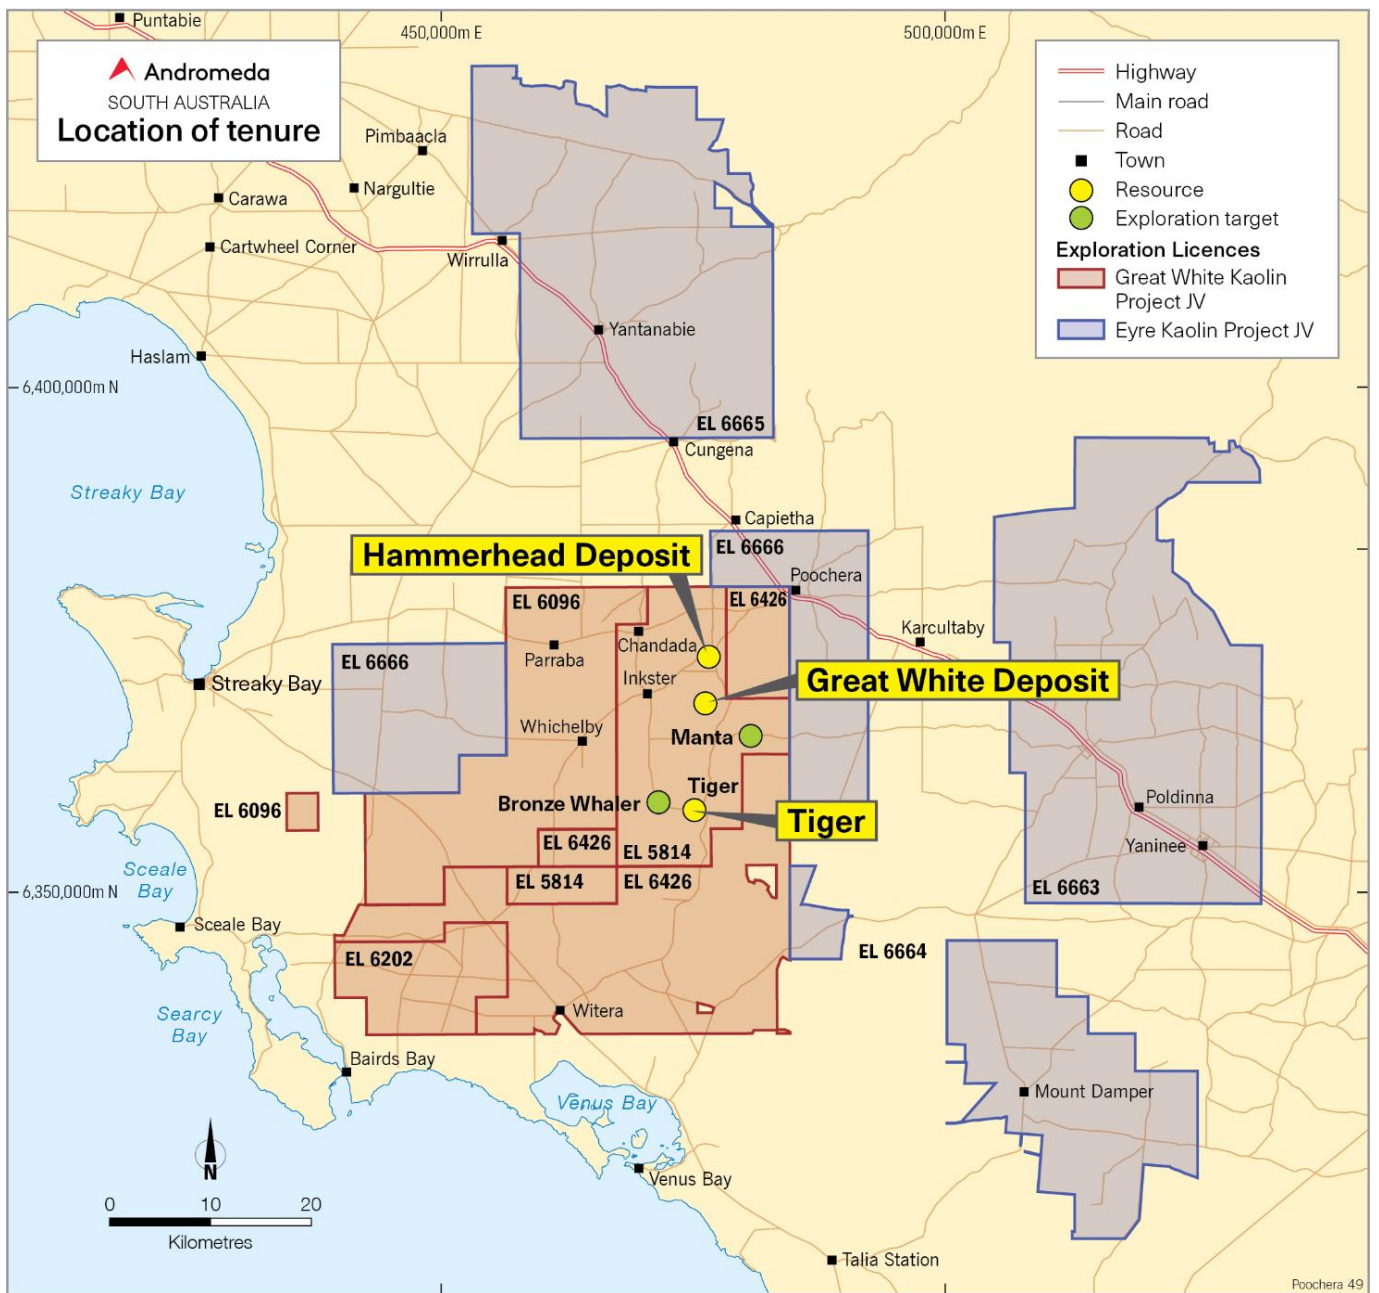 Puntabie
450,000m E
500,000m E
Andromeda
SOUTH AUSTRALIA
Location of tenure
Highway
Main road
Road
Town
Resource
Exploration target
Exploration Licences
Great White Kaolin
Project JV
Eyre Kaolin Project JV
Pimbaacla
Nargultie
Carawa
Cartwheel Corner
Wirrulla
Yantanabie
Haslam
6,400,000m N
EL 6665
Cungena
Streaky Bay
Capietha
Hammerhead Deposit
EL 6666
Poochera
EL 6096
EL 6426
Karcultaby
Chandada
Parraba
EL 6666
Inkster
Great White Deposit
Streaky Bay
Whichelby
Manta
Tiger
Bronze Whaler
Poldinna
EL 6096
Tiger
EL 6426
EL 5814
Yaninee
Sceale
Bay
EL 5814
EL 6426
EL 6663
6,350,000m N
Sceale Bay
EL 6202
EL 6664
Searcy
Bay
Witera
Bairds Bay
Mount Damper
Venus Bay
Venus Bay
N
0 10 20
Kilometres
Talia Station
Poochera 49